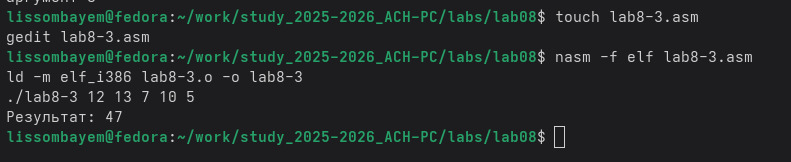 аргумент 3
lissombayem@fedora:~/work/study_2025-2026_ACH-PC/labs/lab08$ touch lab8-3.asm
gedit lab8-3.asm
lissombayem@fedora:~/work/study_2025-2026_ACH-PC/labs/lab08$ nasm -f elf lab8-3.asm
ld -m elf_i386 lab8-3.o -o lab8-3
./lab8-3 12 13 7 10 5
Результат: 47
lissombayem@fedora:~/work/study_2025-2026_ACH-PC/labs/lab08$